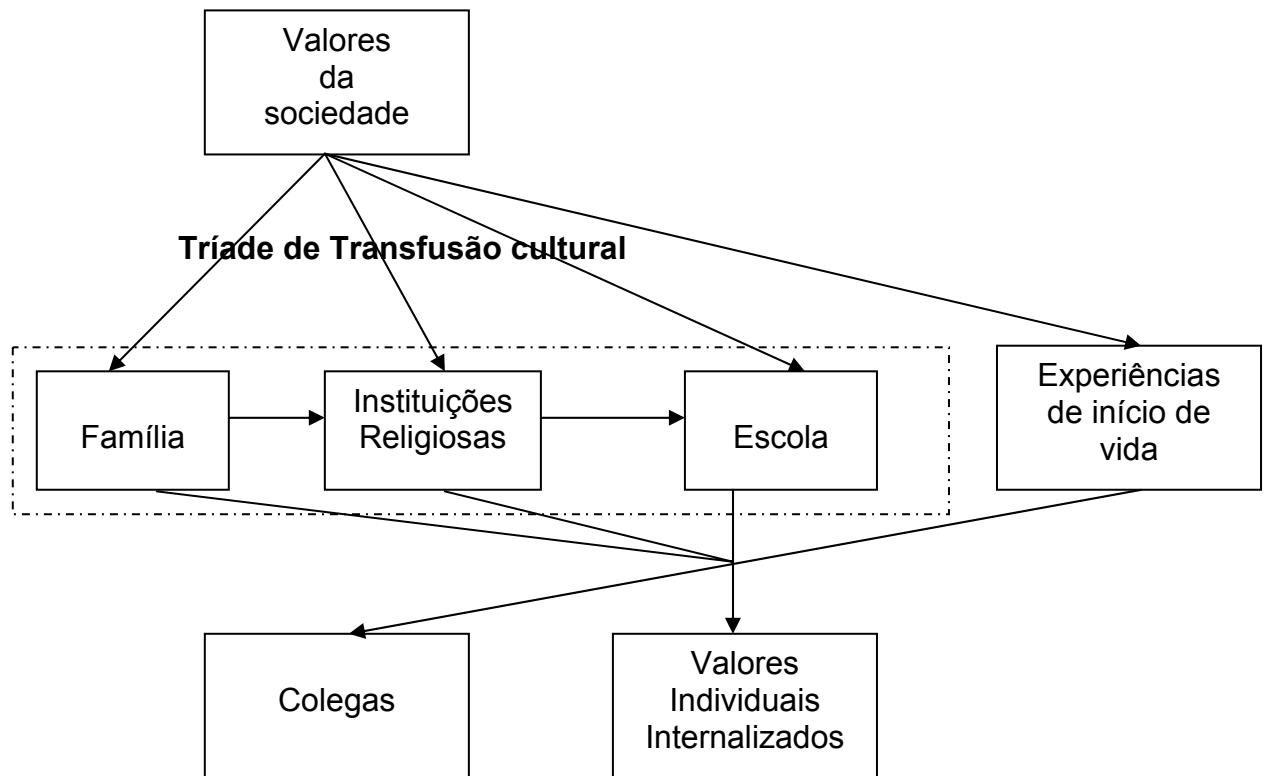 Valores
da
sociedade
Tríade de Transfusão cultural
Família
Instituições
Religiosas
Escola
Experiências
de início de
vida
Colegas
Valores
Individuais
Internalizados